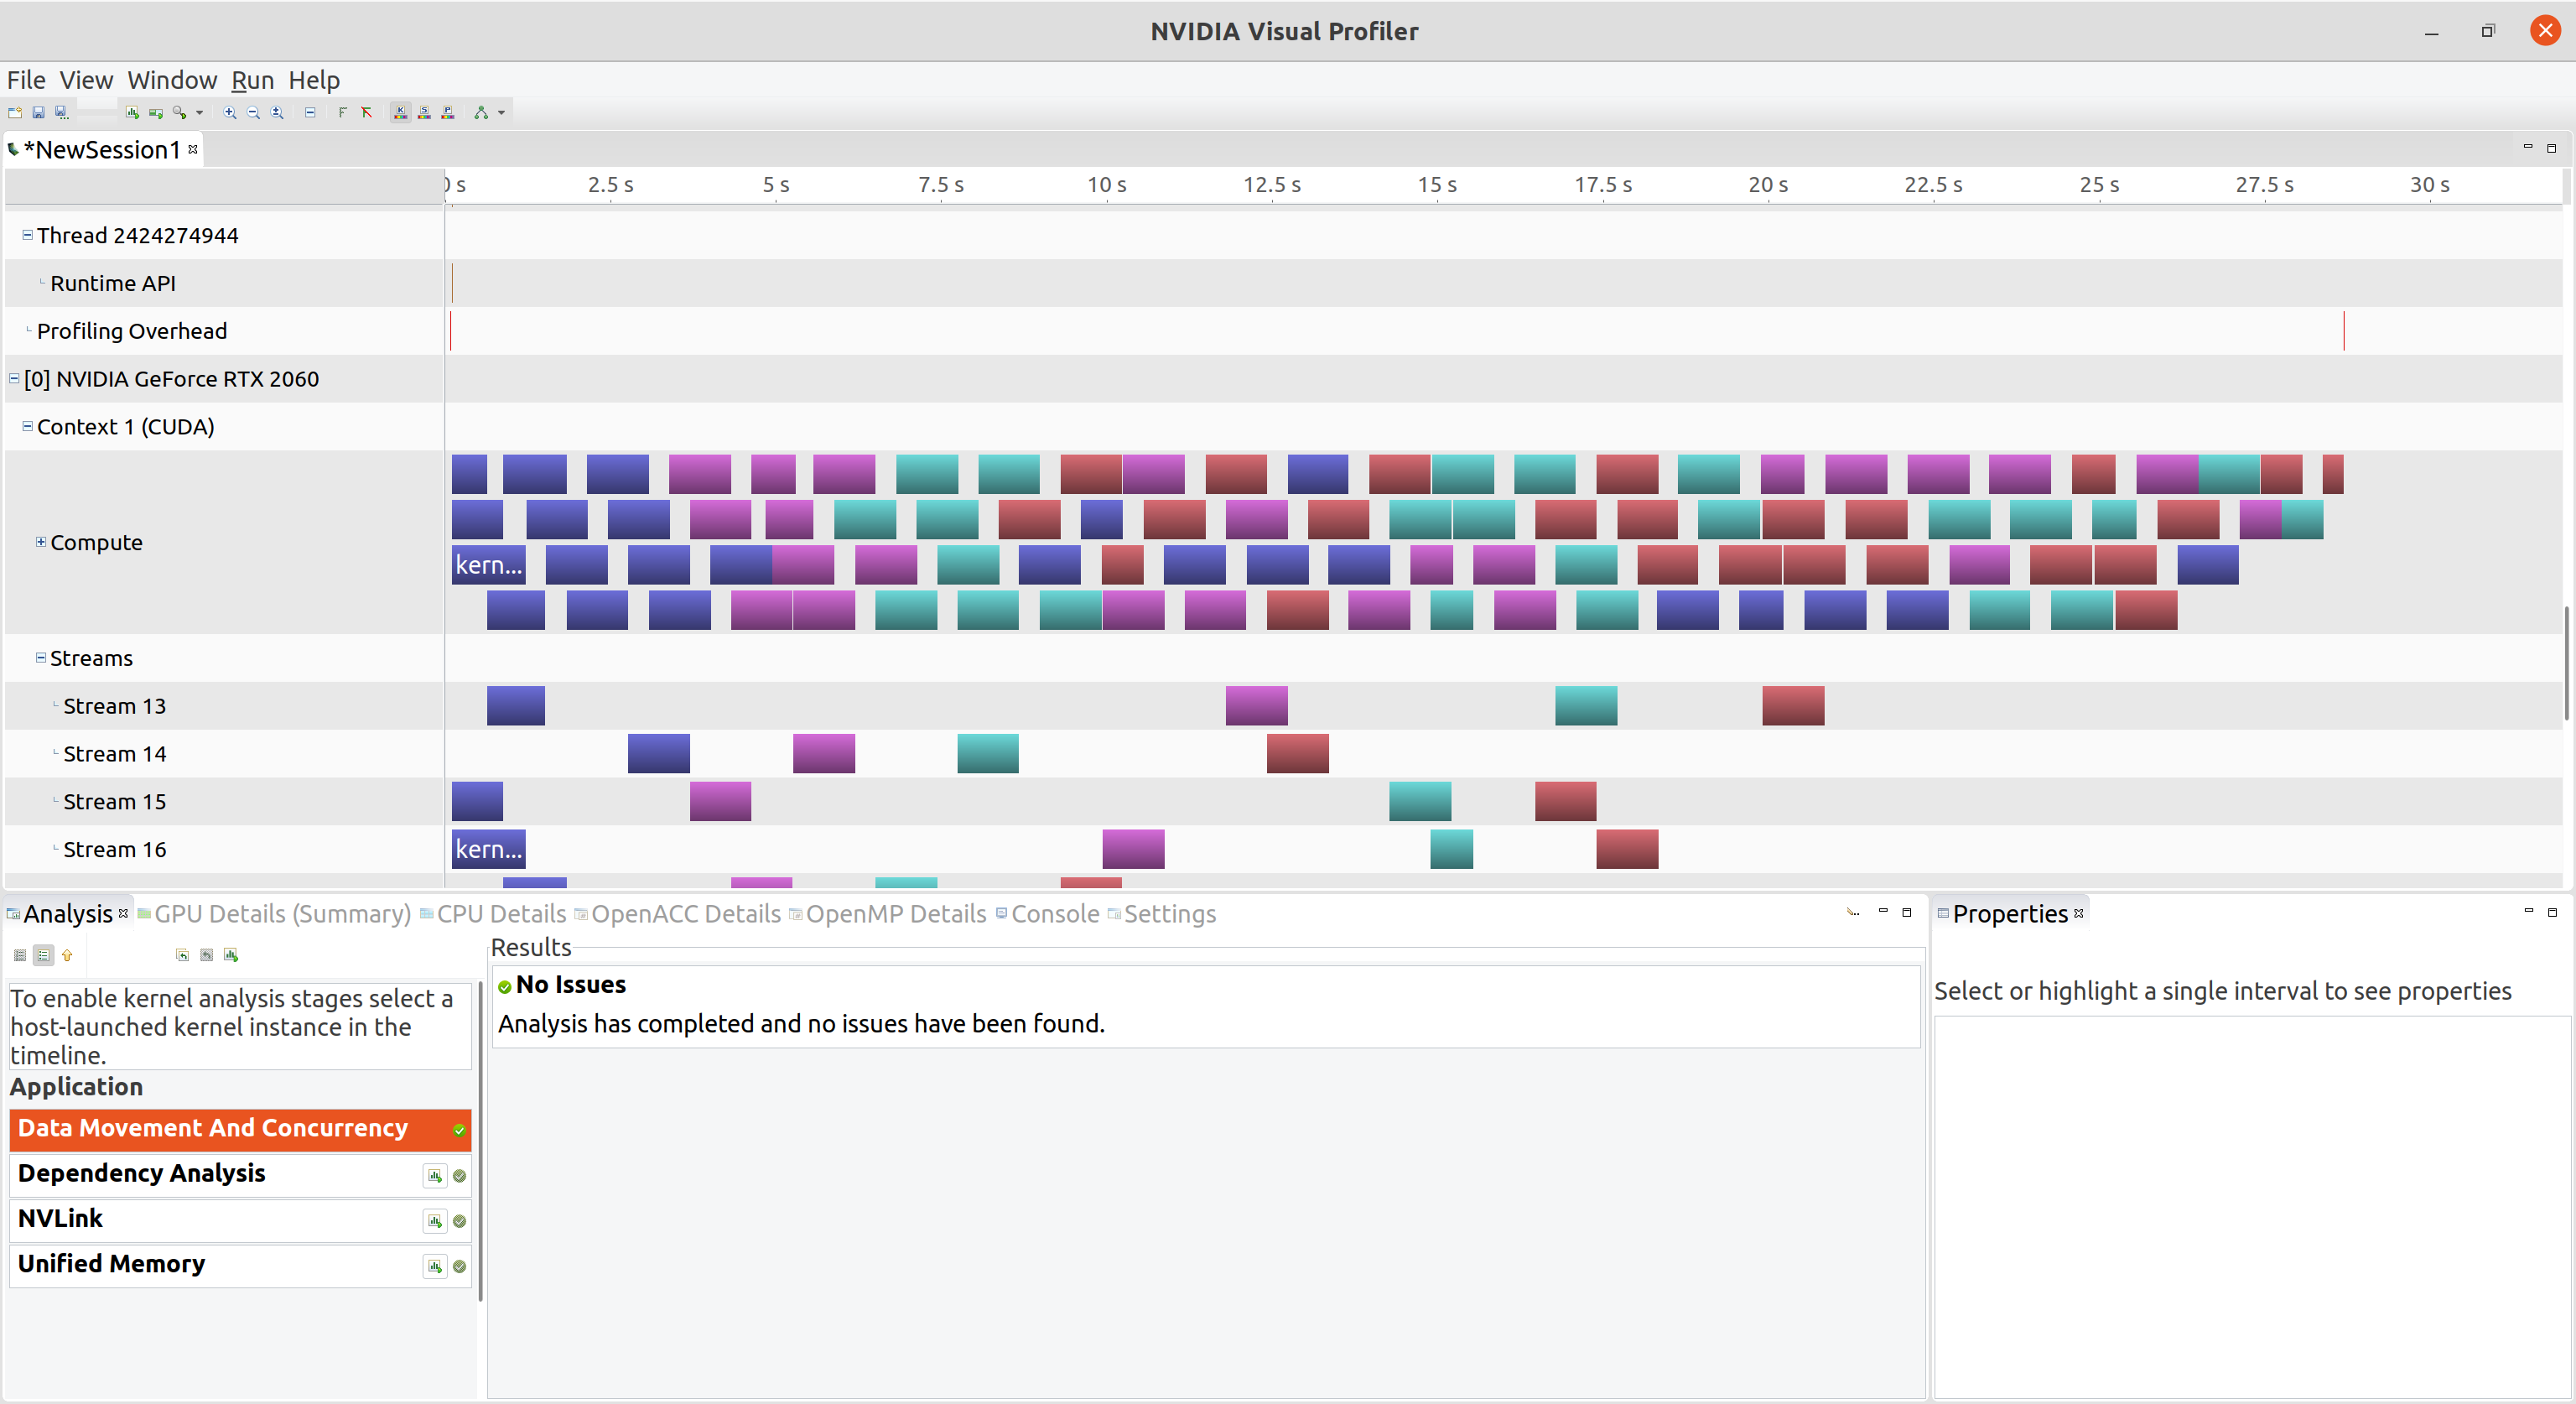 NVIDIA Visual Profiler
File View Window Run Help
*NewSession1
0 s 2.5 s 5 s 7.5 s 10 s 12.5 s 15 s 17.5 s 20 s 22.5 s 25 s 27.5 s 30 s
Thread 2424274944
Runtime API
Profiling Overhead
[0] NVIDIA GeForce RTX 2060
Context 1 (CUDA)
Compute
kern...
Streams
Stream 13
Stream 14
Stream 15
Stream 16
kern...
Analysis GPU Details (Summary) CPU Details OpenACC Details OpenMP Details Console Settings
Properties
Results
To enable kernel analysis stages select a
host-launched kernel instance in the
timeline.
Application
Data Movement And Concurrency
Dependency Analysis
NVLink
Unified Memory
No Issues
Analysis has completed and no issues have been found.
Select or highlight a single interval to see properties